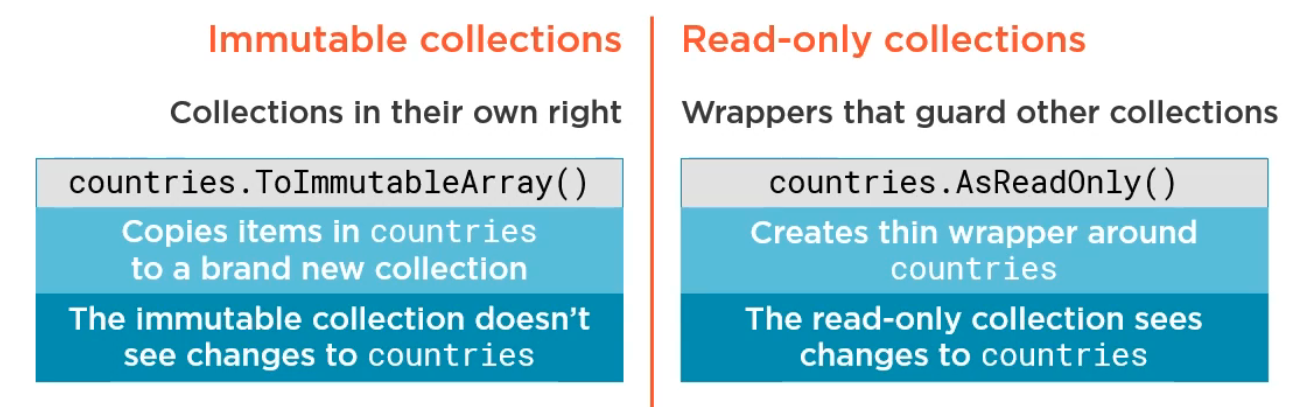 Immutable collections
Collections in their own right
countries.ToImmutableArray()
Copies items in countries
to a brand new collection
The immutable collection doesn't
see changes to countries
Read-only collections
Wrappers that guard other collections
countries.AsReadOnly()
Creates thin wrapper around
countries
The read-only collection sees
changes to countries